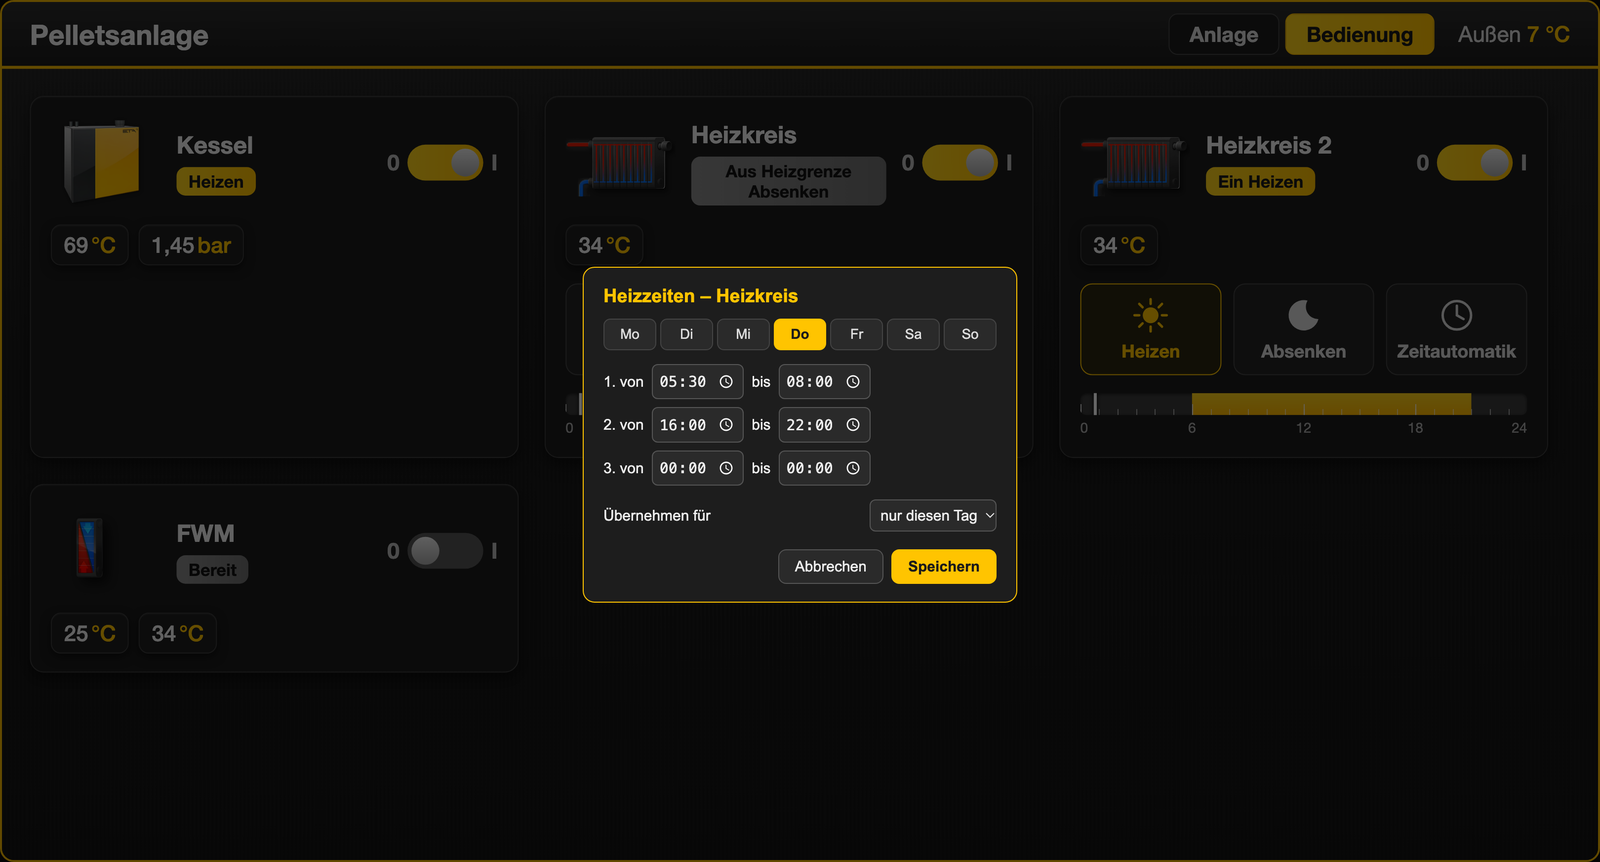 Pelletsanlage
Anlage
Bedienung
Außen 7 °C
Kessel
Heizen
0 I
69 °C
1,45 bar
Heizkreis
Aus Heizgrenze
Absenken
0 I
34 °C
0
Heizkreis 2
Ein Heizen
0 I
34 °C
Heizen
Absenken
Zeitautomatik
0 6 12 18 24
Heizzeiten – Heizkreis
Mo Di Mi Do Fr Sa So
1. von 05:30 bis 08:00
2. von 16:00 bis 22:00
3. von 00:00 bis 00:00
Übernehmen für nur diesen Tag
Abbrechen Speichern
FWM
Bereit
0 I
25 °C
34 °C